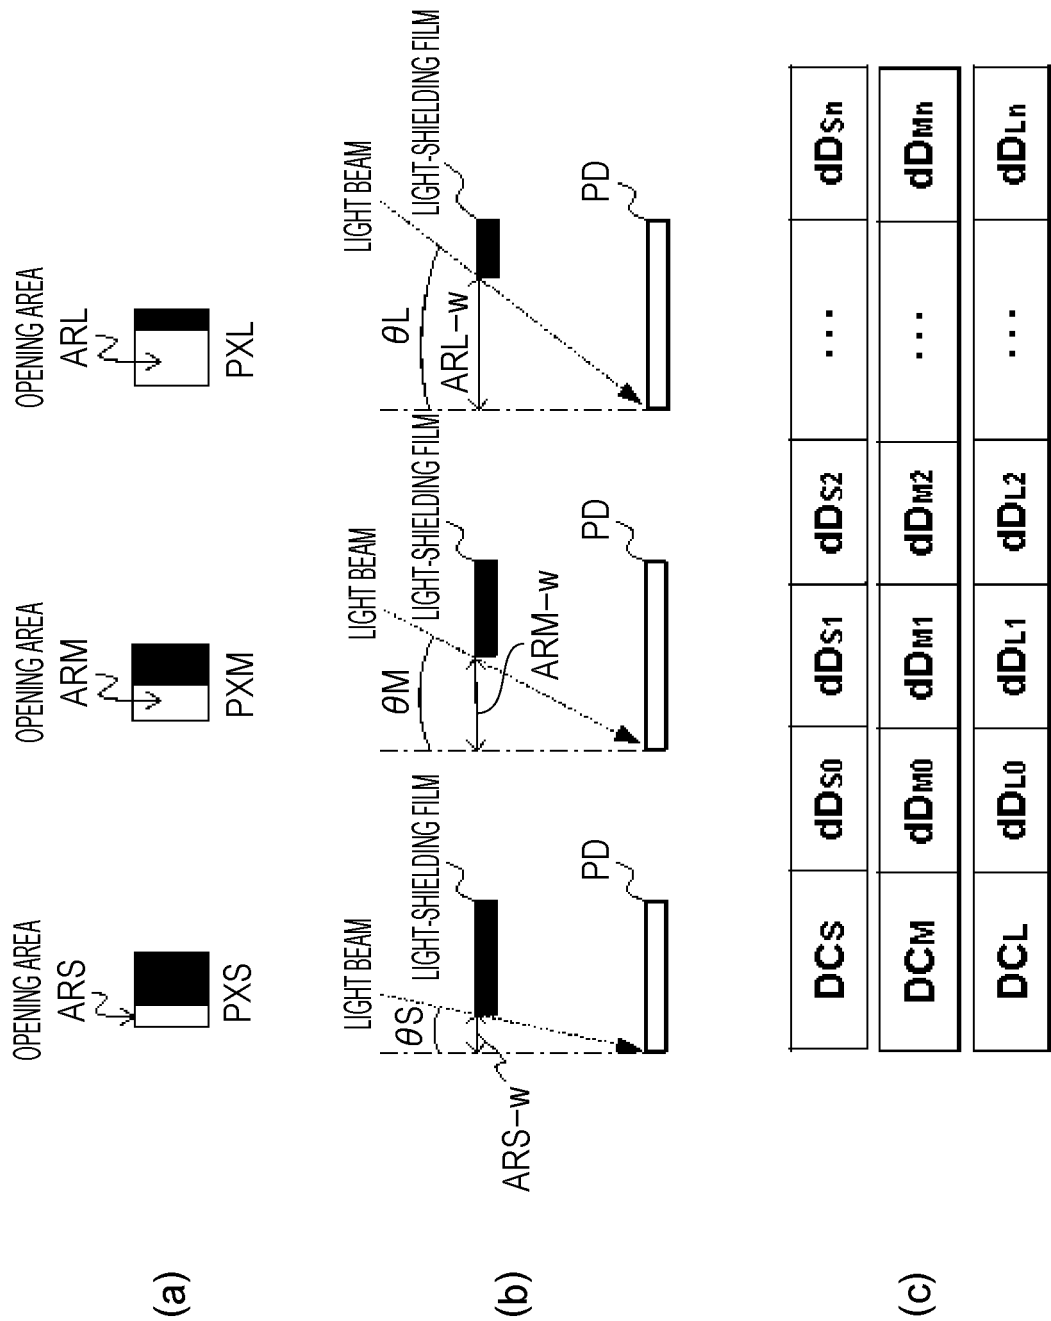 (a)
OPENING AREA
ARS
PXS
OPENING AREA
ARM
PXM
OPENING AREA
ARL
PXL
(b)
LIGHT BEAM
θS
LIGHT-SHIELDING FILM
ARS-w
PD
LIGHT BEAM
θM
LIGHT-SHIELDING FILM
ARM-w
PD
LIGHT BEAM
θL
LIGHT-SHIELDING FILM
ARL-w
PD
(c)
DCS dDS0 dDS1 dDS2 ... dDSn
DCM dDM0 dDM1 dDM2 ... dDMn
DCL dDL0 dDL1 dDL2 ... dDLn